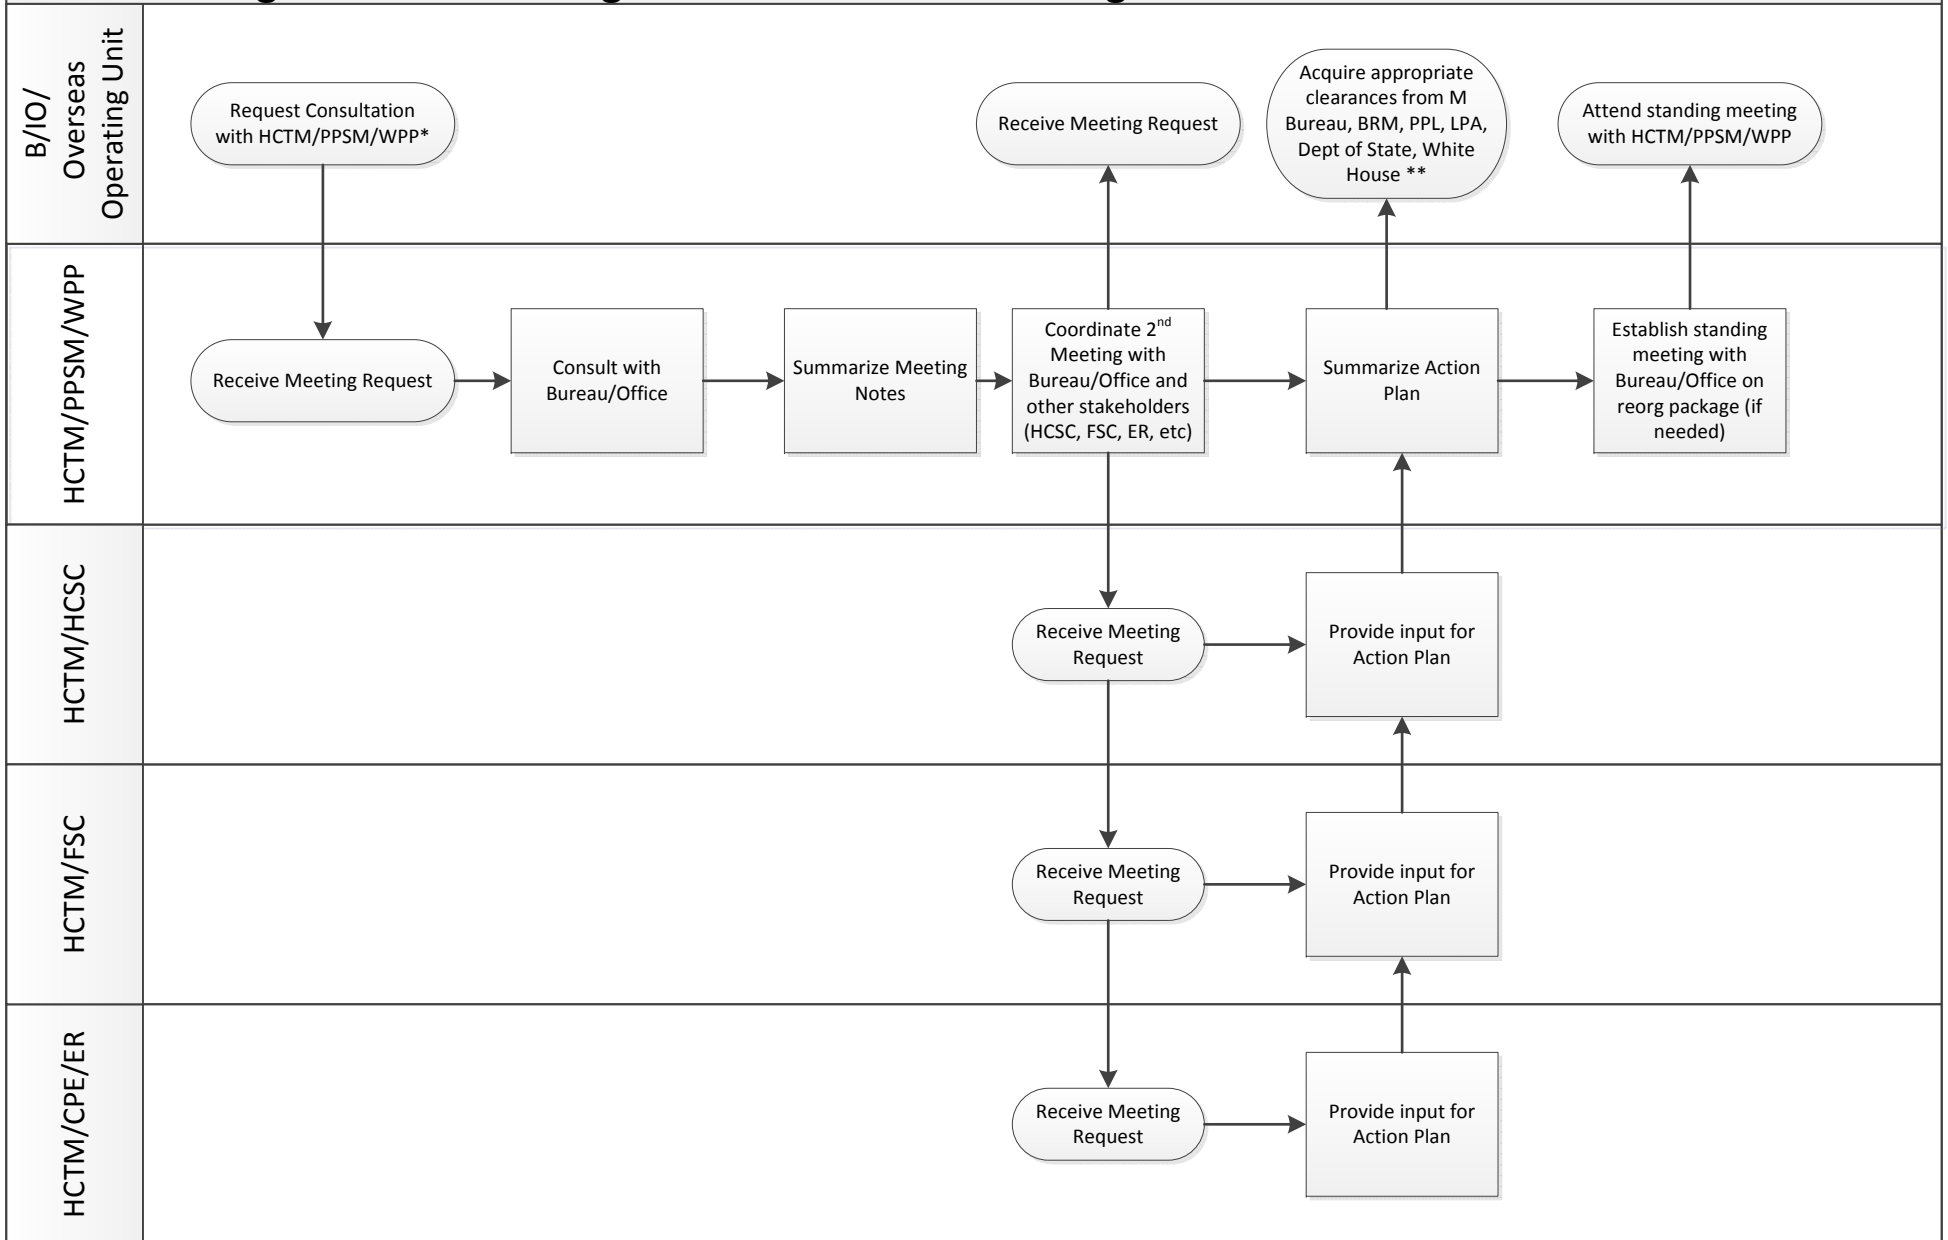 B/IO/
Overseas
Operating Unit
Request Consultation
with HCTM/PPSM/WPP*
Receive Meeting Request
Acquire appropriate
clearances from M
Bureau, BRM, PPL, LPA,
Dept of State, White
House **
Attend standing meeting
with HCTM/PPSM/WPP
HCTM/PPSM/WPP
Receive Meeting Request
Consult with
Bureau/Office
Summarize Meeting
Notes
Coordinate 2nd
Meeting with
Bureau/Office and
other stakeholders
(HCSC, FSC, ER, etc)
Summarize Action
Plan
Establish standing
meeting with
Bureau/Office on
reorg package (if
needed)
HCTM/HCSC
Receive Meeting
Request
Provide input for
Action Plan
HCTM/FSC
Receive Meeting
Request
Provide input for
Action Plan
HCTM/CPE/ER
Receive Meeting
Request
Provide input for
Action Plan